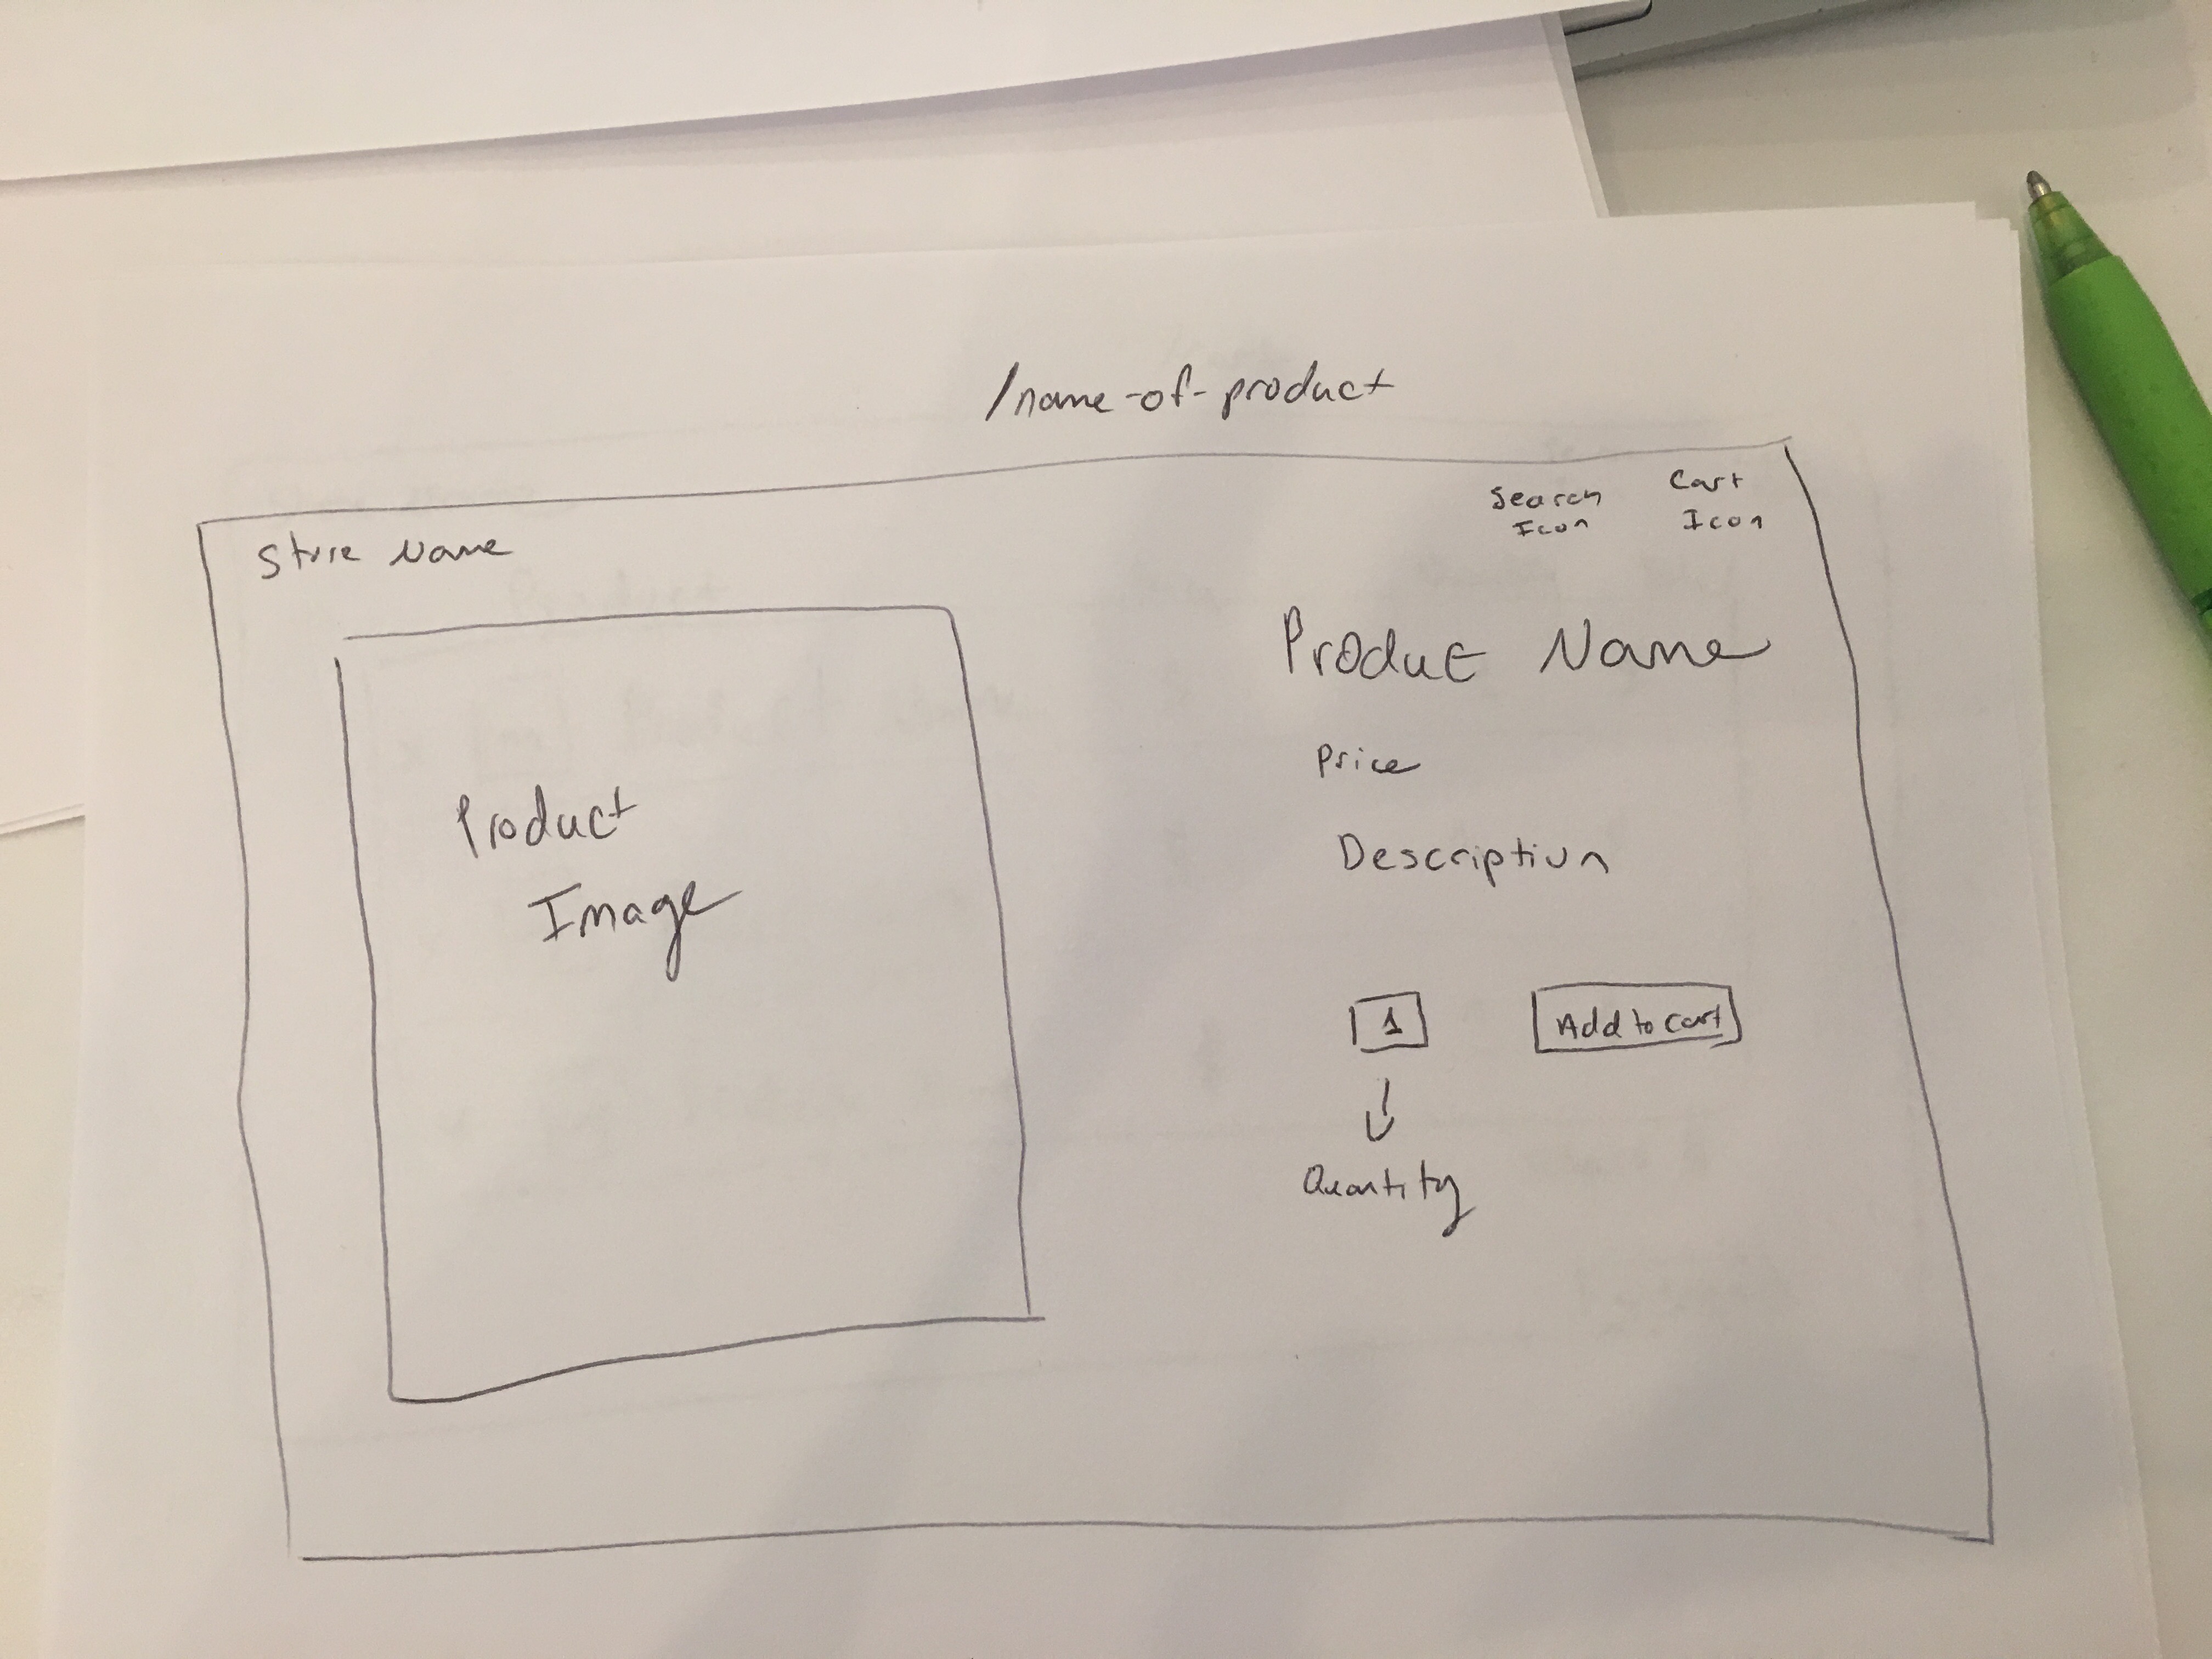 /name-of-product
Store Name
Search
Icon
Cart
Icon
Product Name
Price
Description
Product
Image
1
Add to cart
Quantity